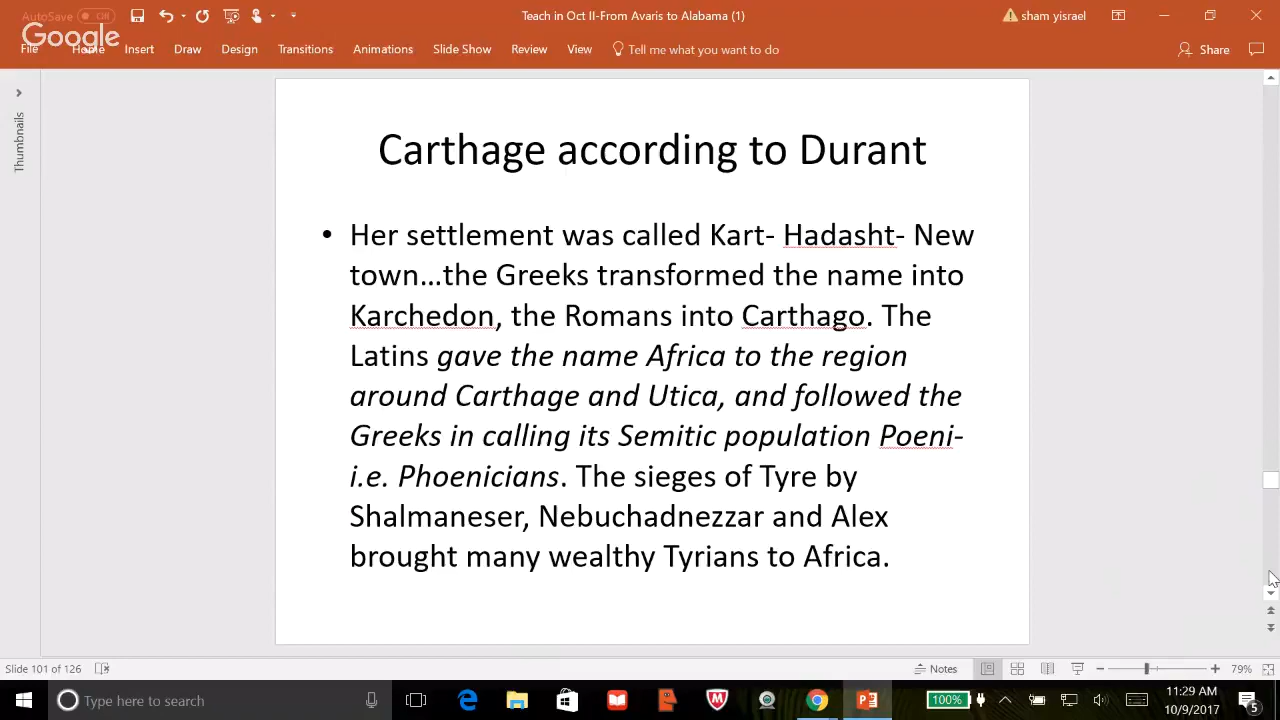 AutoSave Off
Teach in Oct II-From Avaris to Alabama (1)
sham yisrael
Google
File Home Insert Draw Design Transitions Animations Slide Show Review View Tell me what you want to do
Share
Thumbnails
Carthage according to Durant
• Her settlement was called Kart- Hadasht- New
town...the Greeks transformed the name into
Karchedon, the Romans into Carthago. The
Latins gave the name Africa to the region
around Carthage and Utica, and followed the
Greeks in calling its Semitic population Poeni-
i.e. Phoenicians. The sieges of Tyre by
Shalmaneser, Nebuchadnezzar and Alex
brought many wealthy Tyrians to Africa.
Slide 101 of 126
Notes
79%
Type here to search
100%
11:29 AM
10/9/2017
5